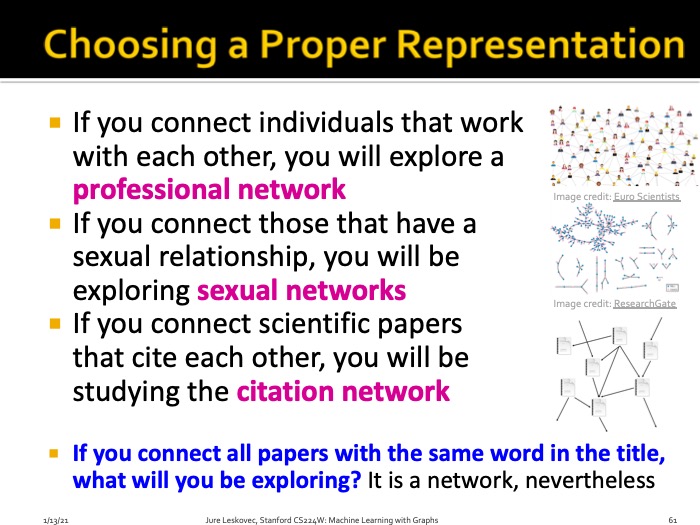 Choosing a Proper Representation
If you connect individuals that work
with each other, you will explore a
professional network
If you connect those that have a
sexual relationship, you will be
exploring sexual networks
If you connect scientific papers
that cite each other, you will be
studying the citation network
If you connect all papers with the same word in the title,
what will you be exploring? It is a network, nevertheless
Image credit: Euro Scientists
Image credit: ResearchGate
1/13/21
Jure Leskovec, Stanford CS224W: Machine Learning with Graphs
61